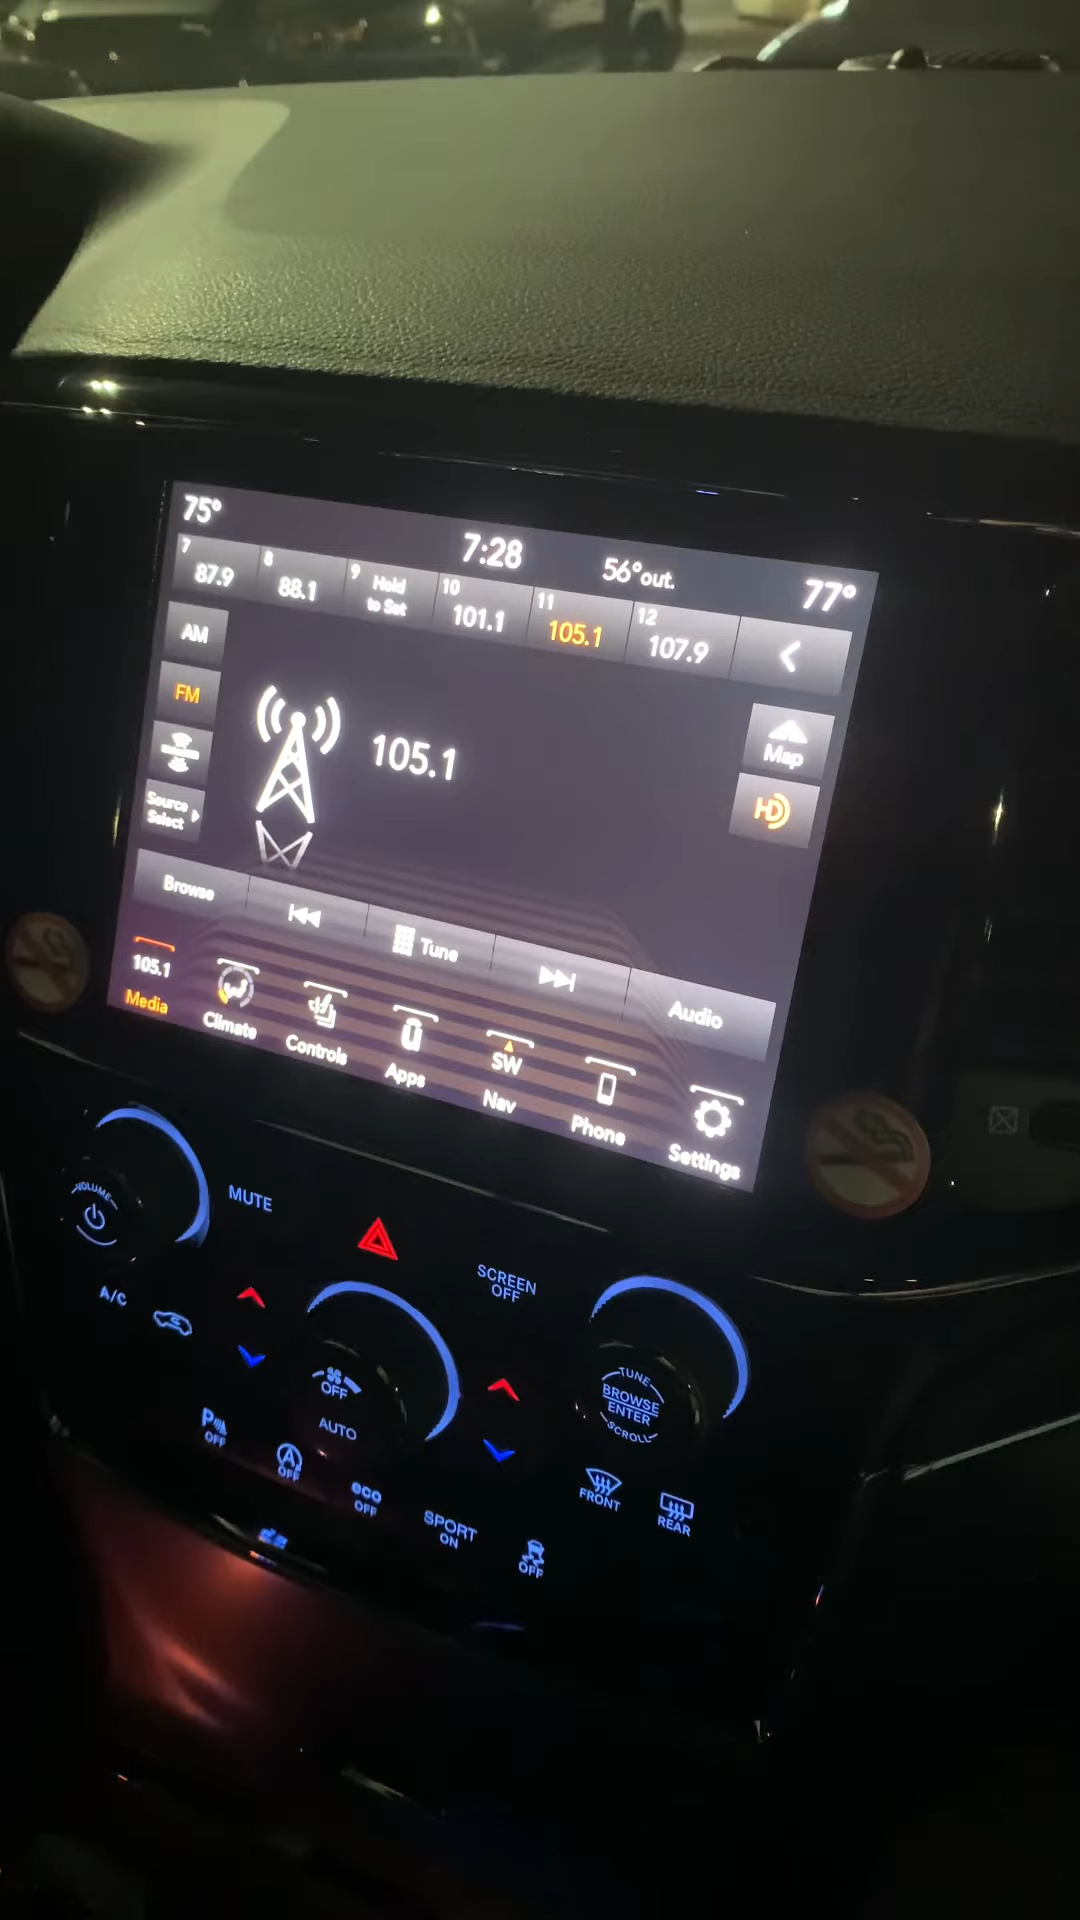 75°
7:28
56°out.
77°
7
87.9
8
88.1
9
Hold
to Set
10
101.1
11
105.1
12
107.9
AM
FM
Source
Select
105.1
Map
HD
Browse
Tune
Audio
105.1
Media
Climate
Controls
Apps
SW
Nav
Phone
Settings
VOLUME
MUTE
SCREEN
OFF
A/C
OFF
AUTO
TUNE
BROWSE
ENTER
SCROLL
P
OFF
A
OFF
eco
OFF
SPORT
ON
OFF
FRONT
REAR